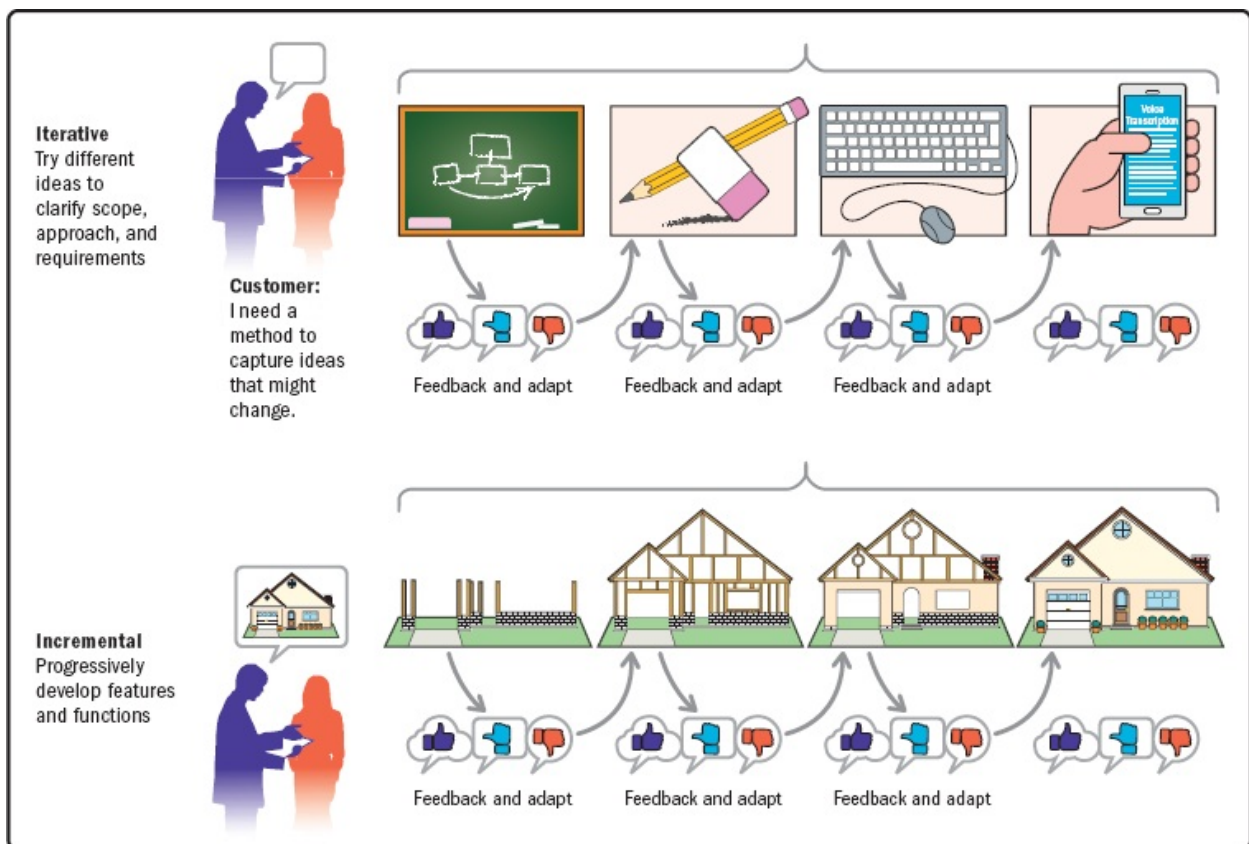 Iterative
Try different
ideas to
clarify scope,
approach, and
requirements
Customer:
I need a
method to
capture ideas
that might
change.
Voice
Transcription
Feedback and adapt
Feedback and adapt
Feedback and adapt
Incremental
Progressively
develop features
and functions
Feedback and adapt
Feedback and adapt
Feedback and adapt